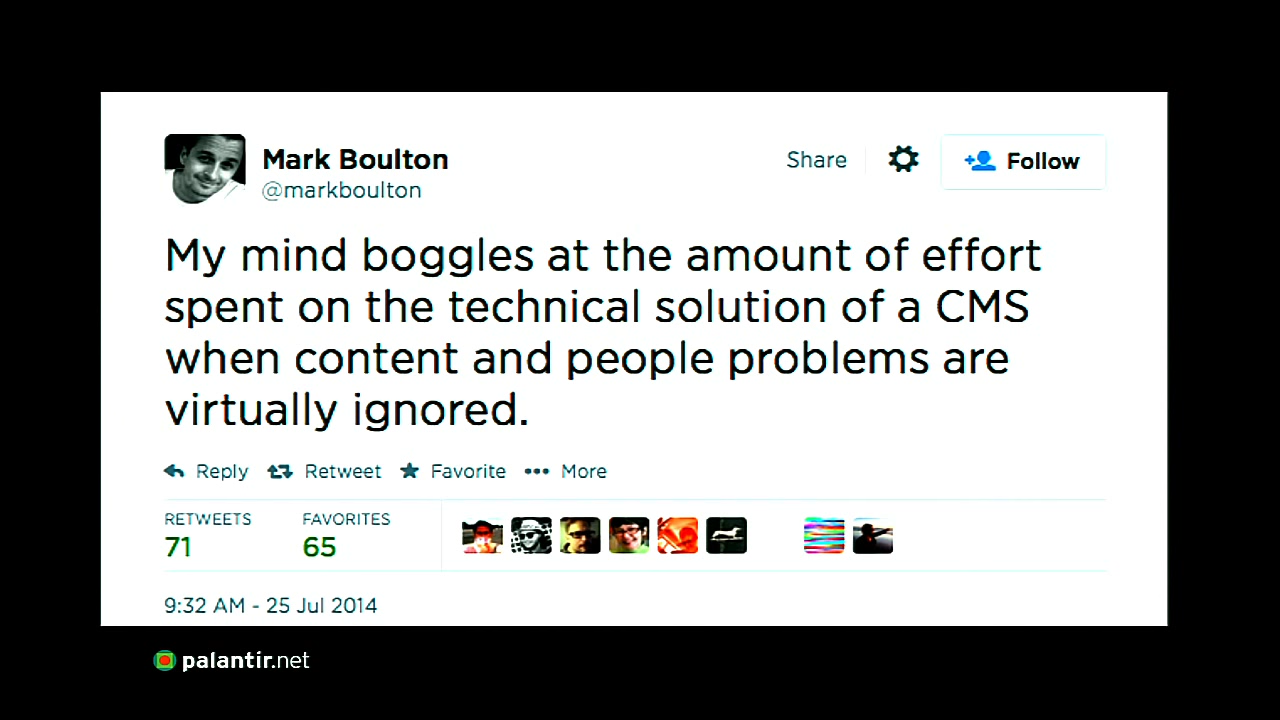 Mark Boulton
@markboulton
Share
Follow
My mind boggles at the amount of effort
spent on the technical solution of a CMS
when content and people problems are
virtually ignored.
Reply Retweet Favorite More
RETWEETS FAVORITES
71 65
9:32 AM - 25 Jul 2014
palantir.net